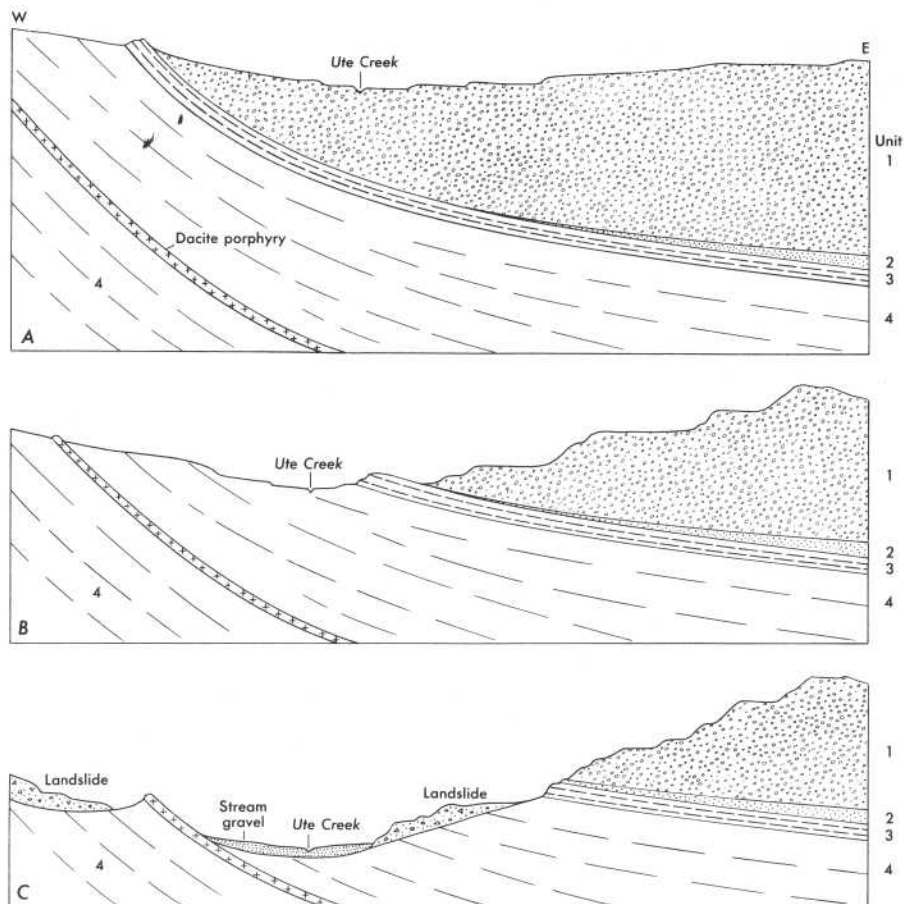 W
E
Ute Creek
Unit
1
Dacite porphyry
2
3
4
4
A
Ute Creek
1
2
3
4
4
B
Landslide
Landslide
Stream
gravel
Ute Creek
1
2
3
4
4
C